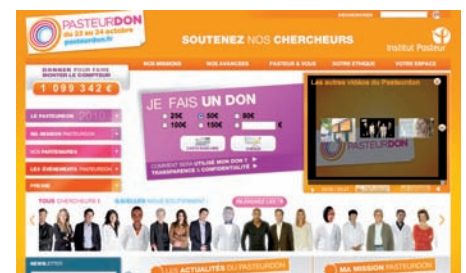 PASTEURDON
du 22 au 24 octobre
pasteurdon.fr
SOUTENEZ NOS CHERCHEURS
Institut Pasteur
DONNER POUR FAIRE
MONTER LE COMPTEUR
1 099 342 €
NOS MISSIONS
NOS AVANCÉES
PASTEUR & VOUS
NOTRE ETHIQUE
VOTRE ESPACE
LE PASTEURDON 2010
MA MISSION PASTEURDON
NOS PARTENAIRES
LES ÉVÉNEMENTS PASTEURDON
PRESSE
JE FAIS UN DON
25€ 50€ 80€
100€ 150€ €
COMMENT SERA UTILISÉ MON DON ?
TRANSPARENCE & CONFIDENTIALITÉ
Les autres vidéos du Pasteurdon
PASTEURDON
TOUS CHERCHEURS !
NEWSLETTER
LES ACTUALITÉS DU PASTEURDON
MA MISSION PASTEURDON